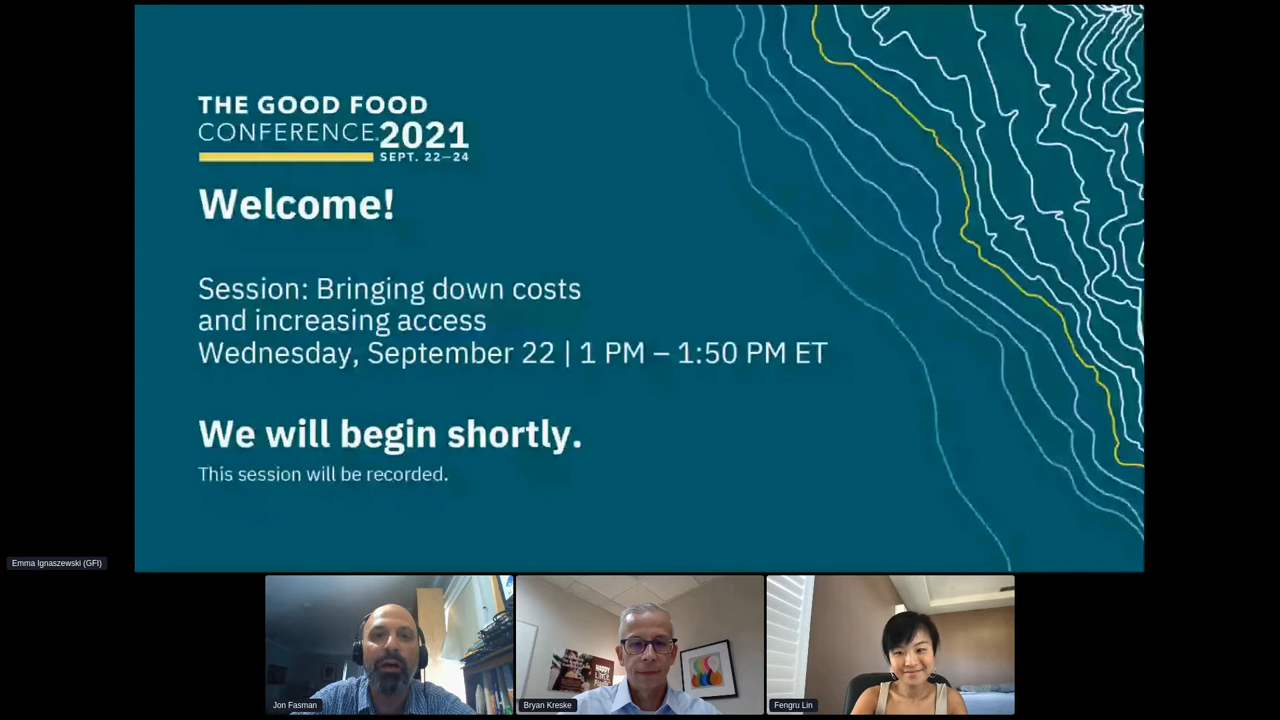 THE GOOD FOOD
CONFERENCE 2021
SEPT. 22–24
Welcome!
Session: Bringing down costs
and increasing access
Wednesday, September 22 | 1 PM – 1:50 PM ET
We will begin shortly.
This session will be recorded.
Emma Ignaszewski (GFI)
Jon Fasman
Bryan Kreske
Fengru Lin